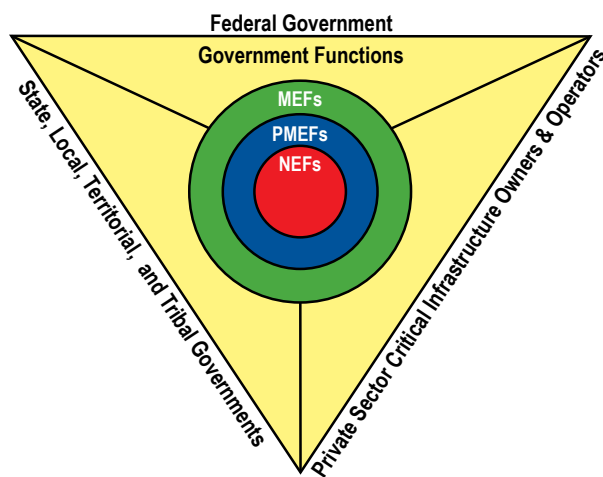 Federal Government
Government Functions
MEFs
PMEFs
NEFs
State, Local, Territorial, and Tribal Governments
Private Sector Critical Infrastructure Owners & Operators